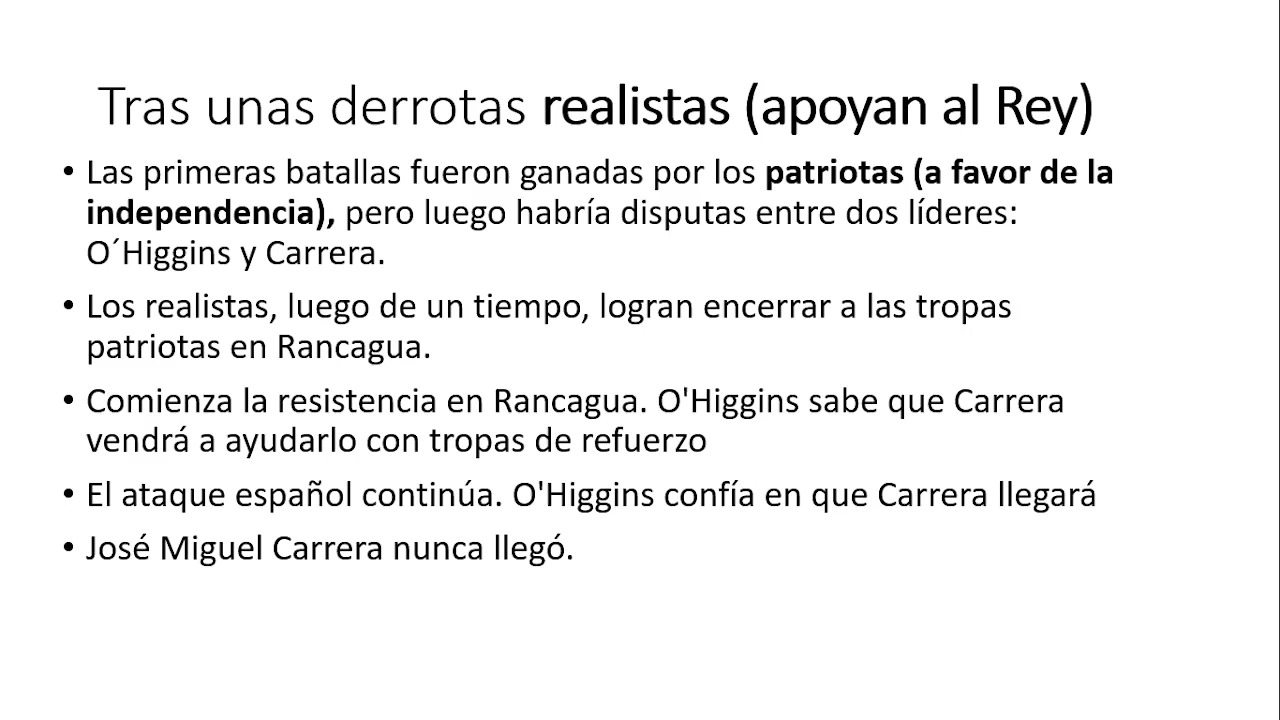 Tras unas derrotas realistas (apoyan al Rey)
• Las primeras batallas fueron ganadas por los patriotas (a favor de la
independencia), pero luego habría disputas entre dos líderes:
O´Higgins y Carrera.
• Los realistas, luego de un tiempo, logran encerrar a las tropas
patriotas en Rancagua.
• Comienza la resistencia en Rancagua. O'Higgins sabe que Carrera
vendrá a ayudarlo con tropas de refuerzo
• El ataque español continúa. O'Higgins confía en que Carrera llegará
• José Miguel Carrera nunca llegó.